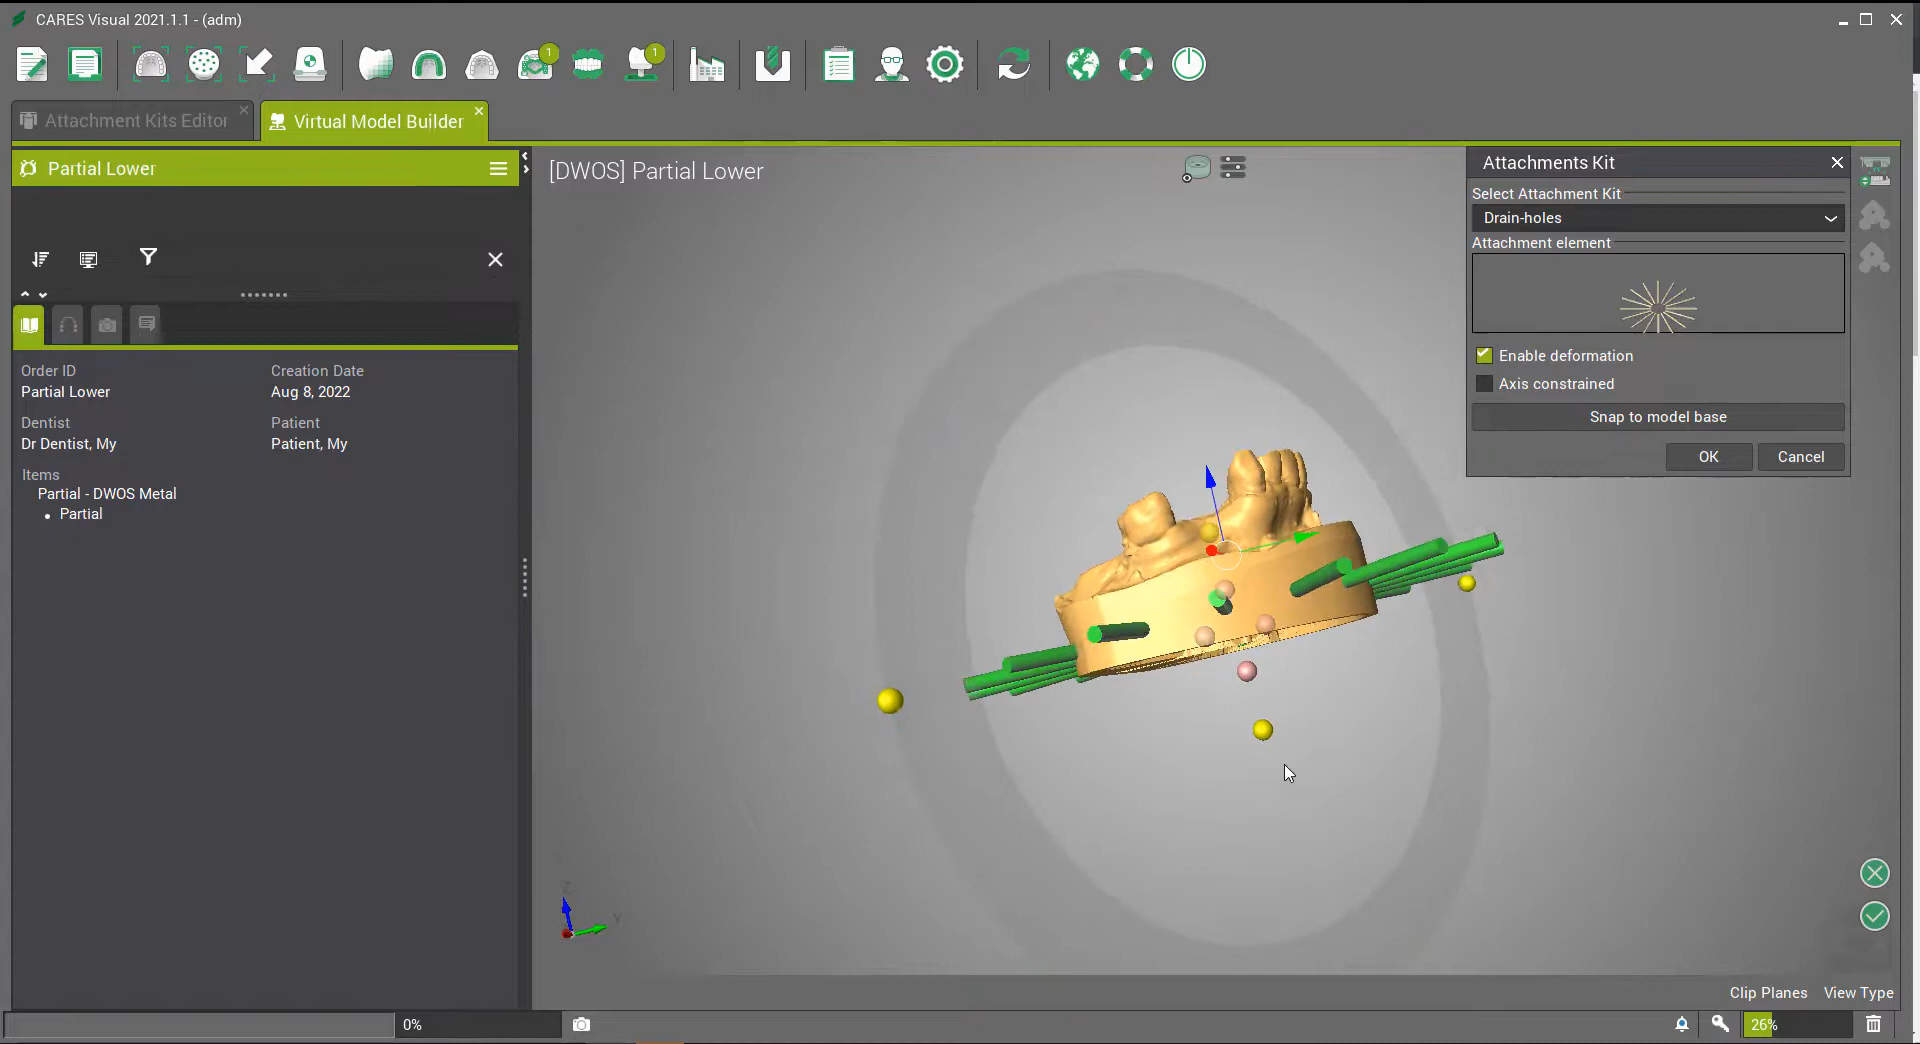 CARES Visual 2021.1.1 - (adm)
1
1
Attachment Kits Editor
Virtual Model Builder
Partial Lower
[DWOS] Partial Lower
Attachments Kit
Select Attachment Kit
Drain-holes
Attachment element
Enable deformation
Axis constrained
Snap to model base
OK
Cancel
Order ID
Creation Date
Partial Lower
Aug 8, 2022
Dentist
Patient
Dr Dentist, My
Patient, My
Items
Partial - DWOS Metal
• Partial
Z
Y
Clip Planes
View Type
0%
26%